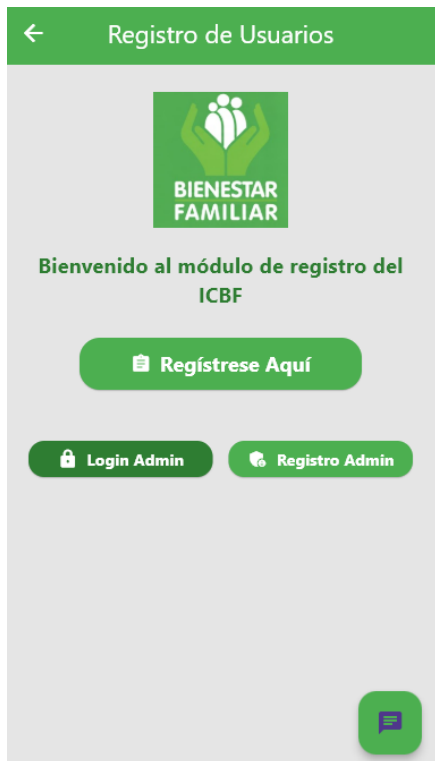 Registro de Usuarios
BIENESTAR
FAMILIAR
Bienvenido al módulo de registro del
ICBF
Regístrese Aquí
Login Admin
Registro Admin